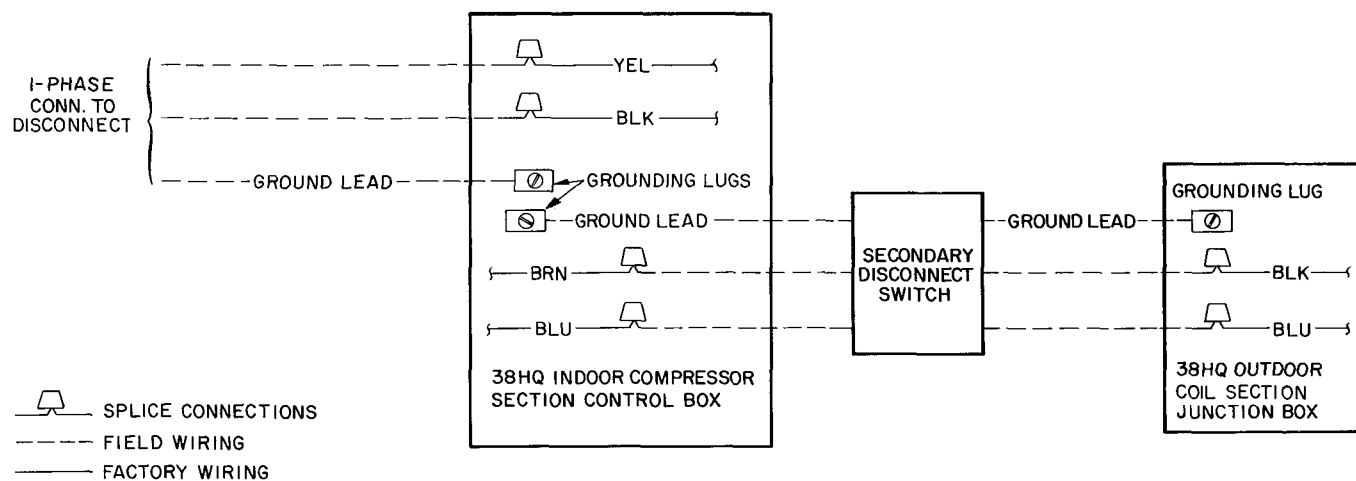 1-PHASE
CONN. TO
DISCONNECT
YEL
BLK
GROUND LEAD
GROUNDING LUGS
GROUND LEAD
BRN
BLU
38HQ INDOOR COMPRESSOR
SECTION CONTROL BOX
SECONDARY
DISCONNECT
SWITCH
GROUND LEAD
GROUNDING LUG
BLK
BLU
38HQ OUTDOOR
COIL SECTION
JUNCTION BOX
SPLICE CONNECTIONS
FIELD WIRING
FACTORY WIRING